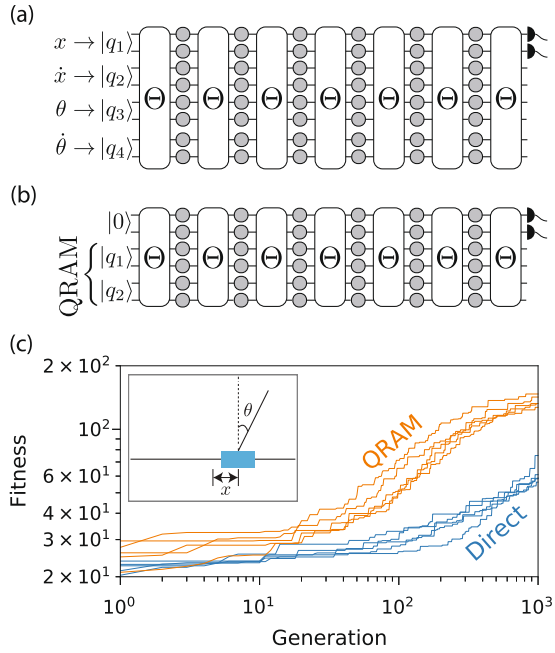 (a)
x → |q₁⟩
ẋ → |q₂⟩
θ → |q₃⟩
θ̇ → |q₄⟩
Θ Θ Θ Θ Θ Θ Θ
(b)
|0⟩
QRAM
|q₁⟩
|q₂⟩
Θ Θ Θ Θ Θ Θ Θ
(c)
2 × 10²
10²
6 × 10¹
4 × 10¹
3 × 10¹
2 × 10¹
Fitness
θ
x
QRAM
Direct
10⁰ 10¹ 10² 10³
Generation